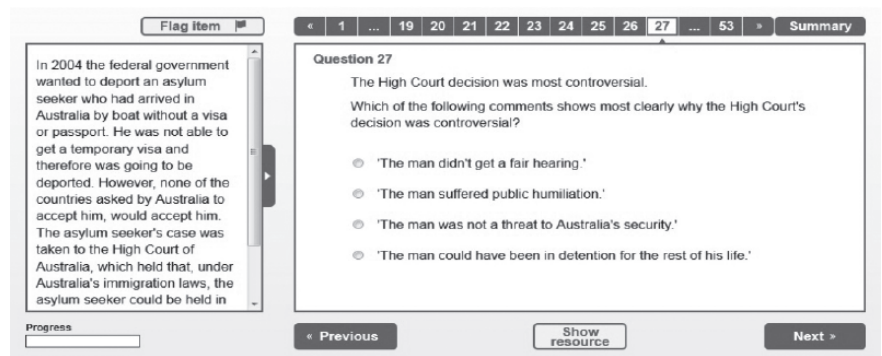 Flag item
« 1 ... 19 20 21 22 23 24 25 26 27 ... 53 » Summary
In 2004 the federal government
wanted to deport an asylum
seeker who had arrived in
Australia by boat without a visa
or passport. He was not able to
get a temporary visa and
therefore was going to be
deported. However, none of the
countries asked by Australia to
accept him, would accept him.
The asylum seeker's case was
taken to the High Court of
Australia, which held that, under
Australia's immigration laws, the
asylum seeker could be held in
Question 27
The High Court decision was most controversial.
Which of the following comments shows most clearly why the High Court's
decision was controversial?
'The man didn't get a fair hearing.'
'The man suffered public humiliation.'
'The man was not a threat to Australia's security.'
'The man could have been in detention for the rest of his life.'
Progress
« Previous
Show
resource
Next »